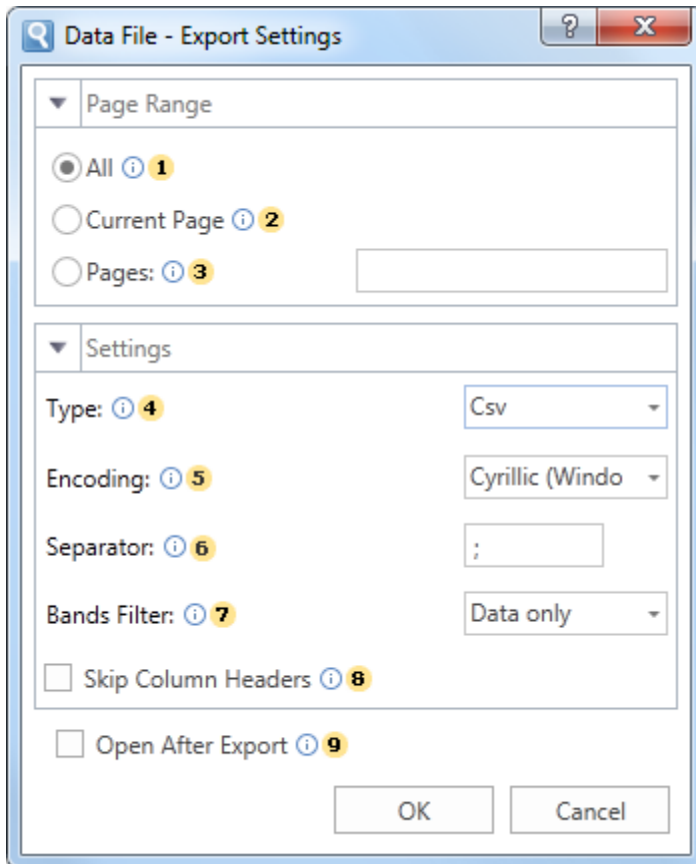 Data File - Export Settings
?
Page Range
All 1
Current Page 2
Pages: 3
Settings
Type: 4 Csv
Encoding: 5 Cyrillic (Windo
Separator: 6 ;
Bands Filter: 7 Data only
Skip Column Headers 8
Open After Export 9
OK Cancel